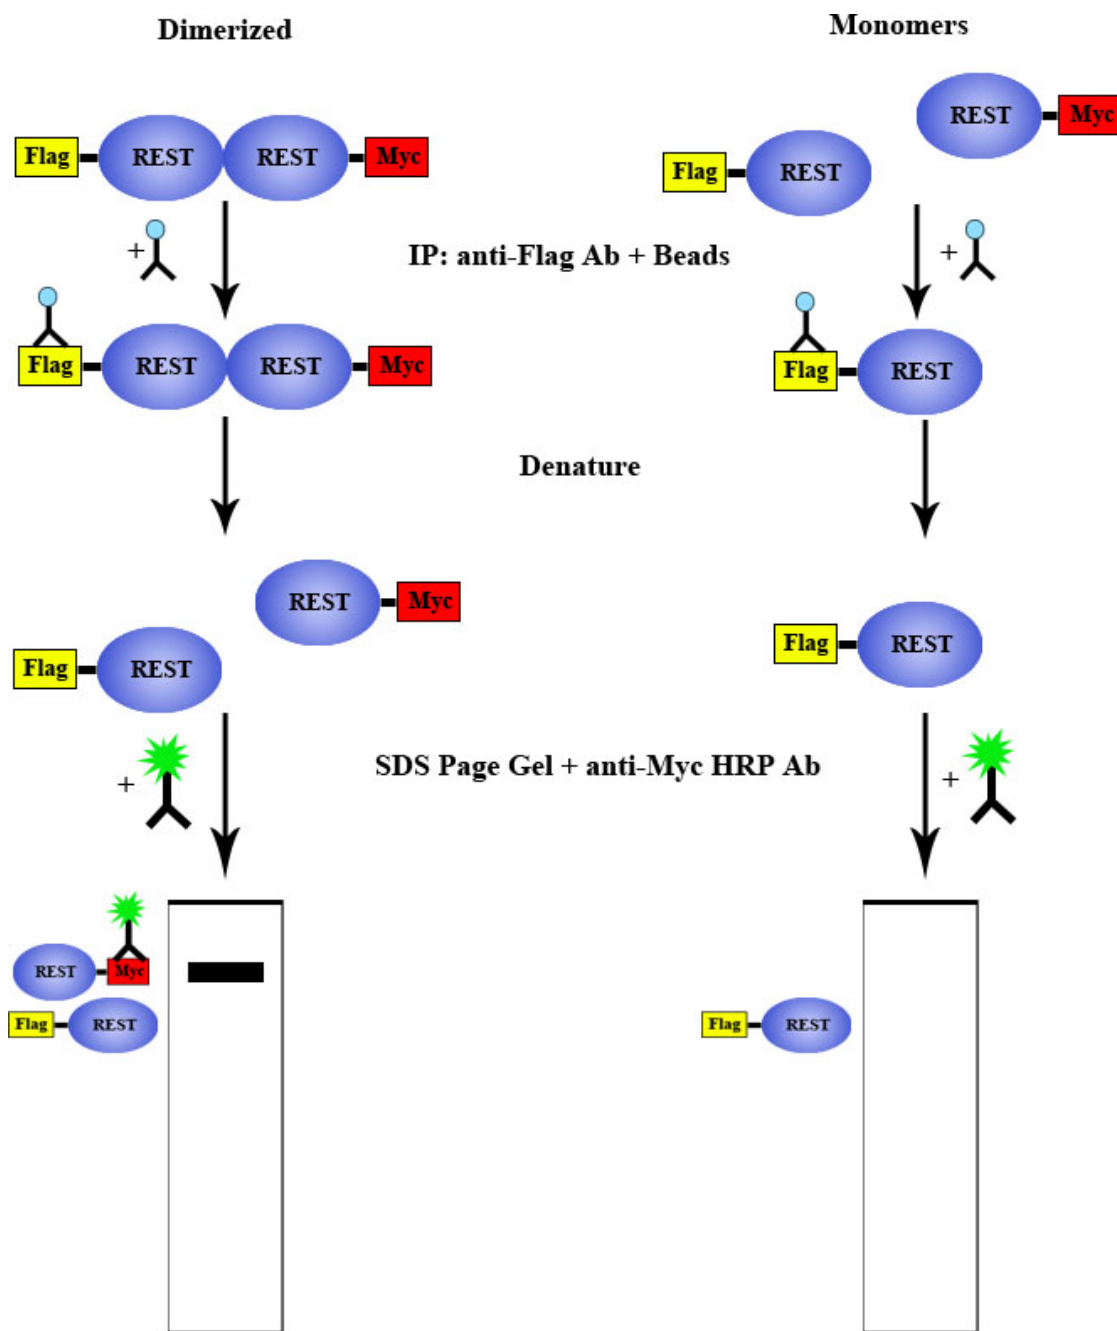 Dimerized
Monomers
REST
Myc
Flag
REST
REST
Myc
Flag
REST
+
IP: anti-Flag Ab + Beads
+
Flag
REST
REST
Myc
Flag
REST
Denature
REST
Myc
Flag
REST
Flag
REST
+
SDS Page Gel + anti-Myc HRP Ab
+
REST
Myc
Flag
REST
Flag
REST